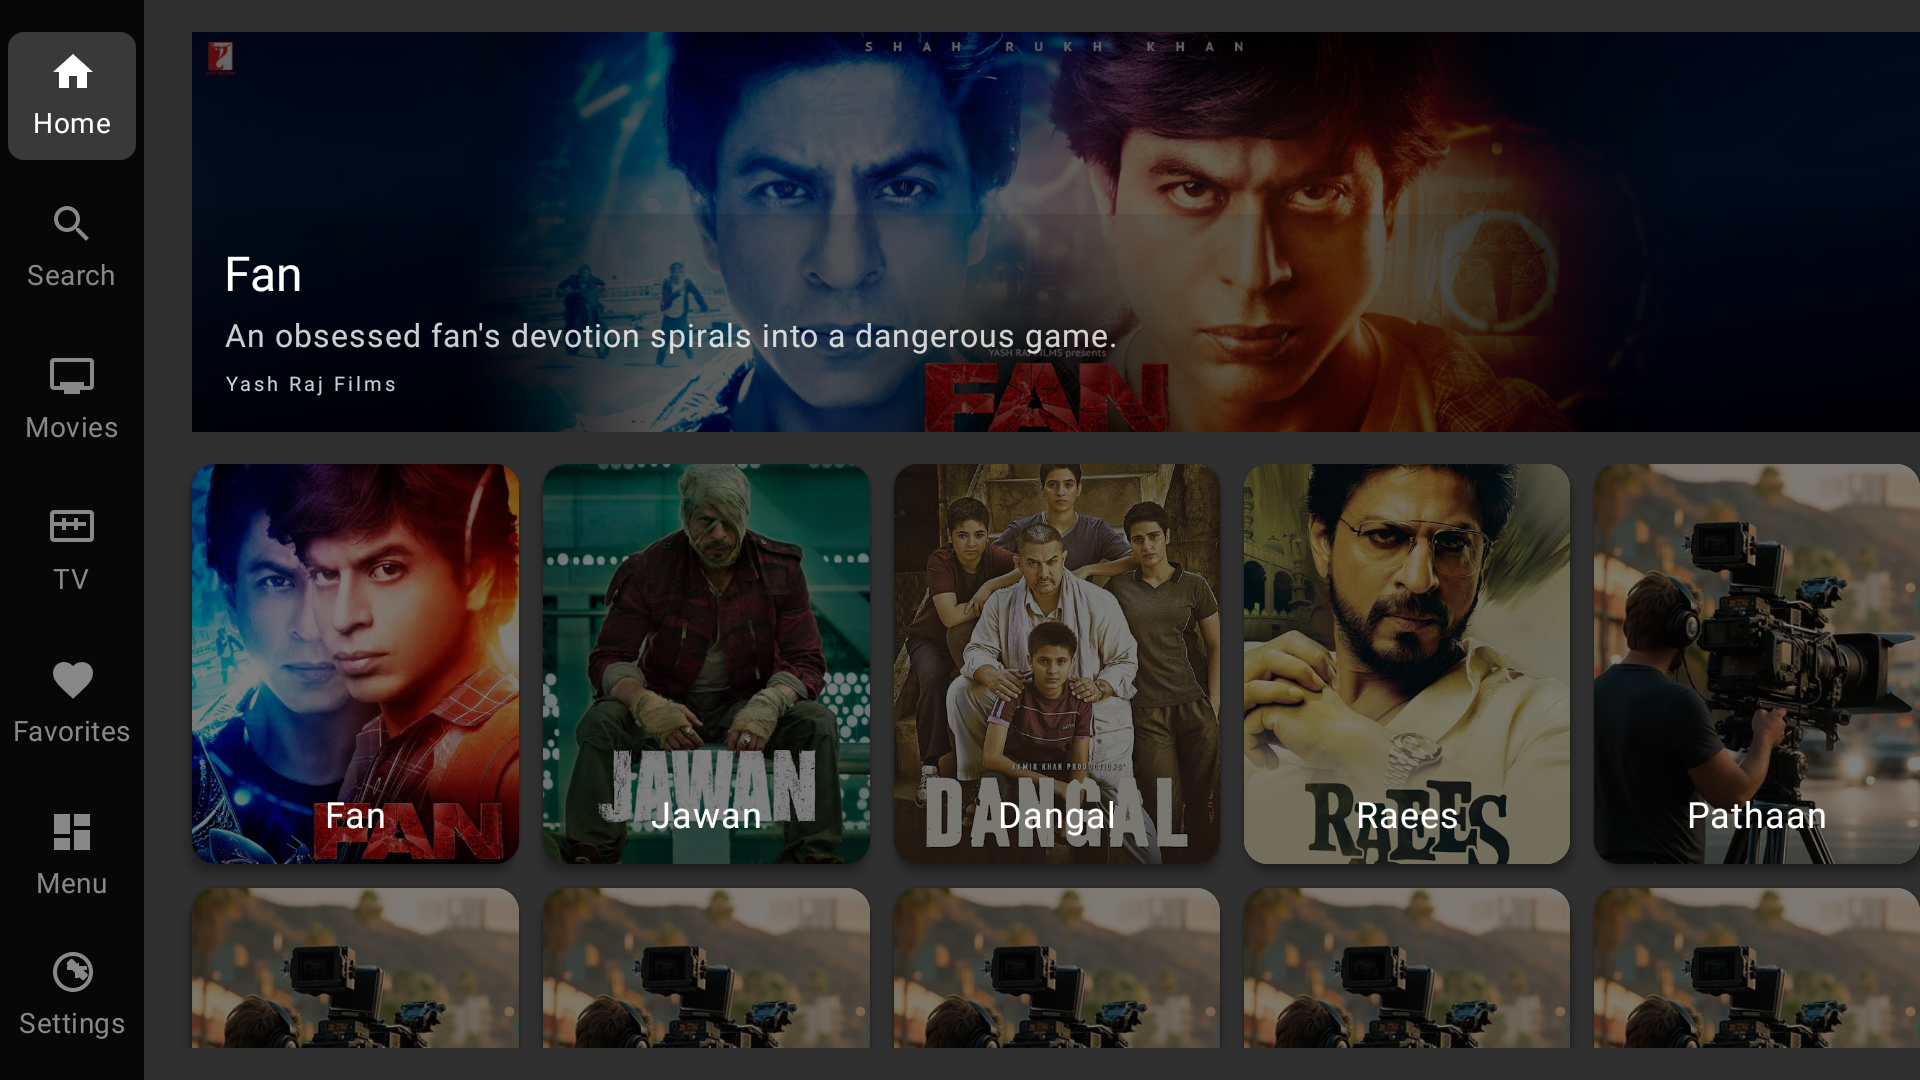 Home
Search
Movies
TV
Favorites
Menu
Settings
SHAH RUKH KHAN
Fan
An obsessed fan's devotion spirals into a dangerous game.
YASH RAJ FILMS presents
Yash Raj Films
FAN
FAN
Fan
JAWAN
Jawan
AAMIR KHAN PRODUCTIONS'
DANGAL
Dangal
RAEES
Raees
Pathaan